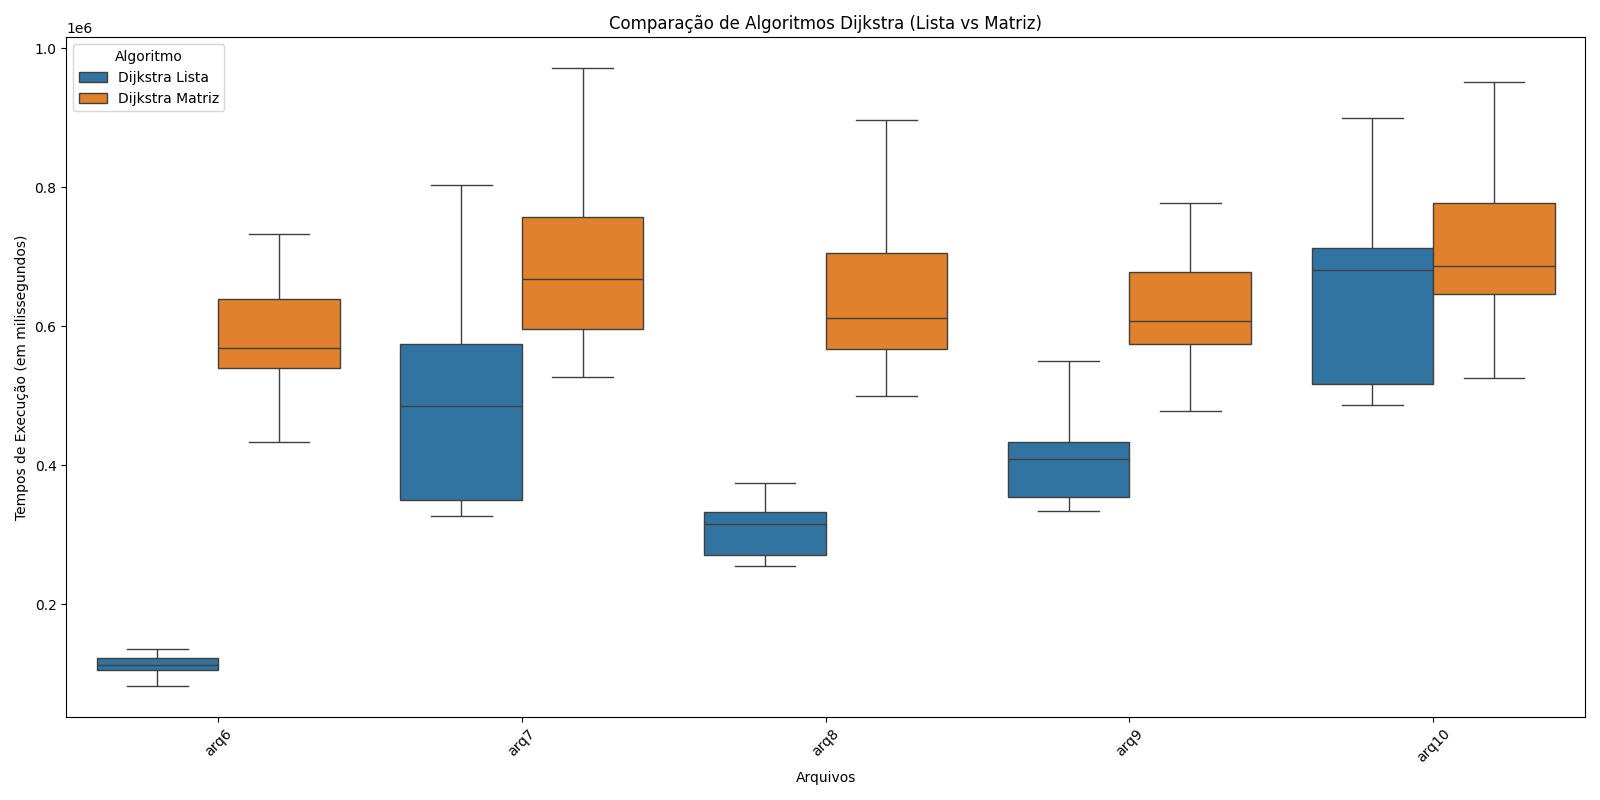 Comparação de Algoritmos Dijkstra (Lista vs Matriz)
1e6
Algoritmo
Dijkstra Lista
Dijkstra Matriz
Tempos de Execução (em milissegundos)
1.0
0.8
0.6
0.4
0.2
arq6
arq7
arq8
arq9
arq10
Arquivos